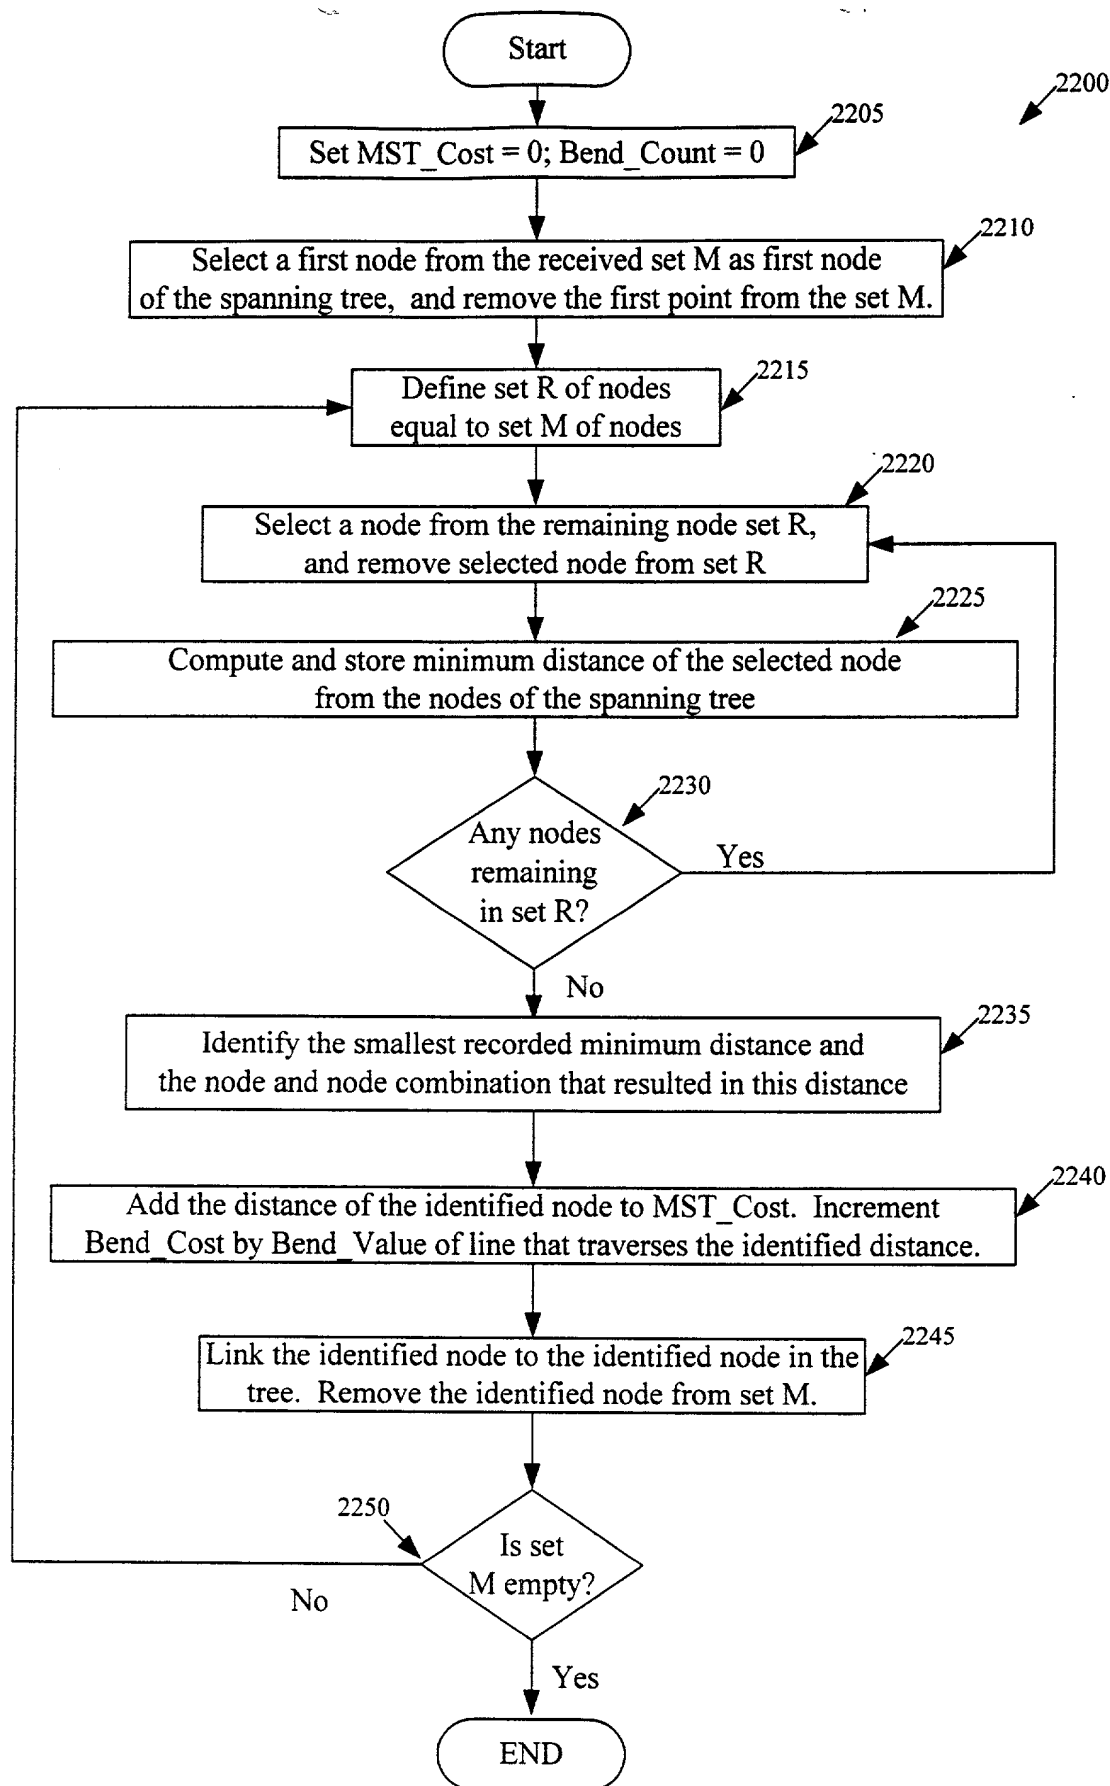 Start
2200
2205
Set MST_Cost = 0; Bend_Count = 0
2210
Select a first node from the received set M as first node
of the spanning tree, and remove the first point from the set M.
2215
Define set R of nodes
equal to set M of nodes
2220
Select a node from the remaining node set R,
and remove selected node from set R
2225
Compute and store minimum distance of the selected node
from the nodes of the spanning tree
2230
Any nodes
remaining
in set R?
Yes
No
2235
Identify the smallest recorded minimum distance and
the node and node combination that resulted in this distance
2240
Add the distance of the identified node to MST_Cost. Increment
Bend_Cost by Bend_Value of line that traverses the identified distance.
2245
Link the identified node to the identified node in the
tree. Remove the identified node from set M.
2250
Is set
M empty?
No
Yes
END